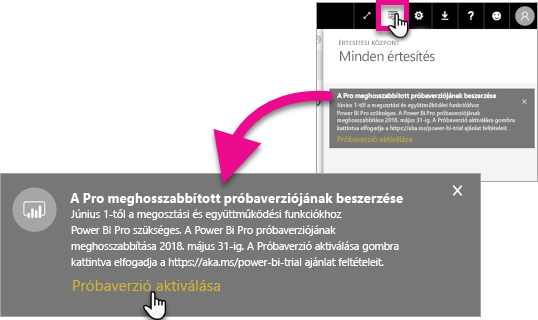 ÉRTESÍTÉSI KÖZPONT
Minden értesítés
A Pro meghosszabbított próbaverziójának beszerzése
Június 1-től a megosztási és együttműködési funkciókhoz
Power BI Pro szükséges. A Power Bi Pro próbaverziójának
meghosszabbítása 2018. május 31-ig. A Próbaverzió aktiválása gombra
kattintva elfogadja a https://aka.ms/power-bi-trial ajánlat feltételeit.
Próbaverzió aktiválása
A Pro meghosszabbított próbaverziójának beszerzése
Június 1-től a megosztási és együttműködési funkciókhoz
Power BI Pro szükséges. A Power Bi Pro próbaverziójának
meghosszabbítása 2018. május 31-ig. A Próbaverzió aktiválása gombra
kattintva elfogadja a https://aka.ms/power-bi-trial ajánlat feltételeit.
Próbaverzió aktiválása